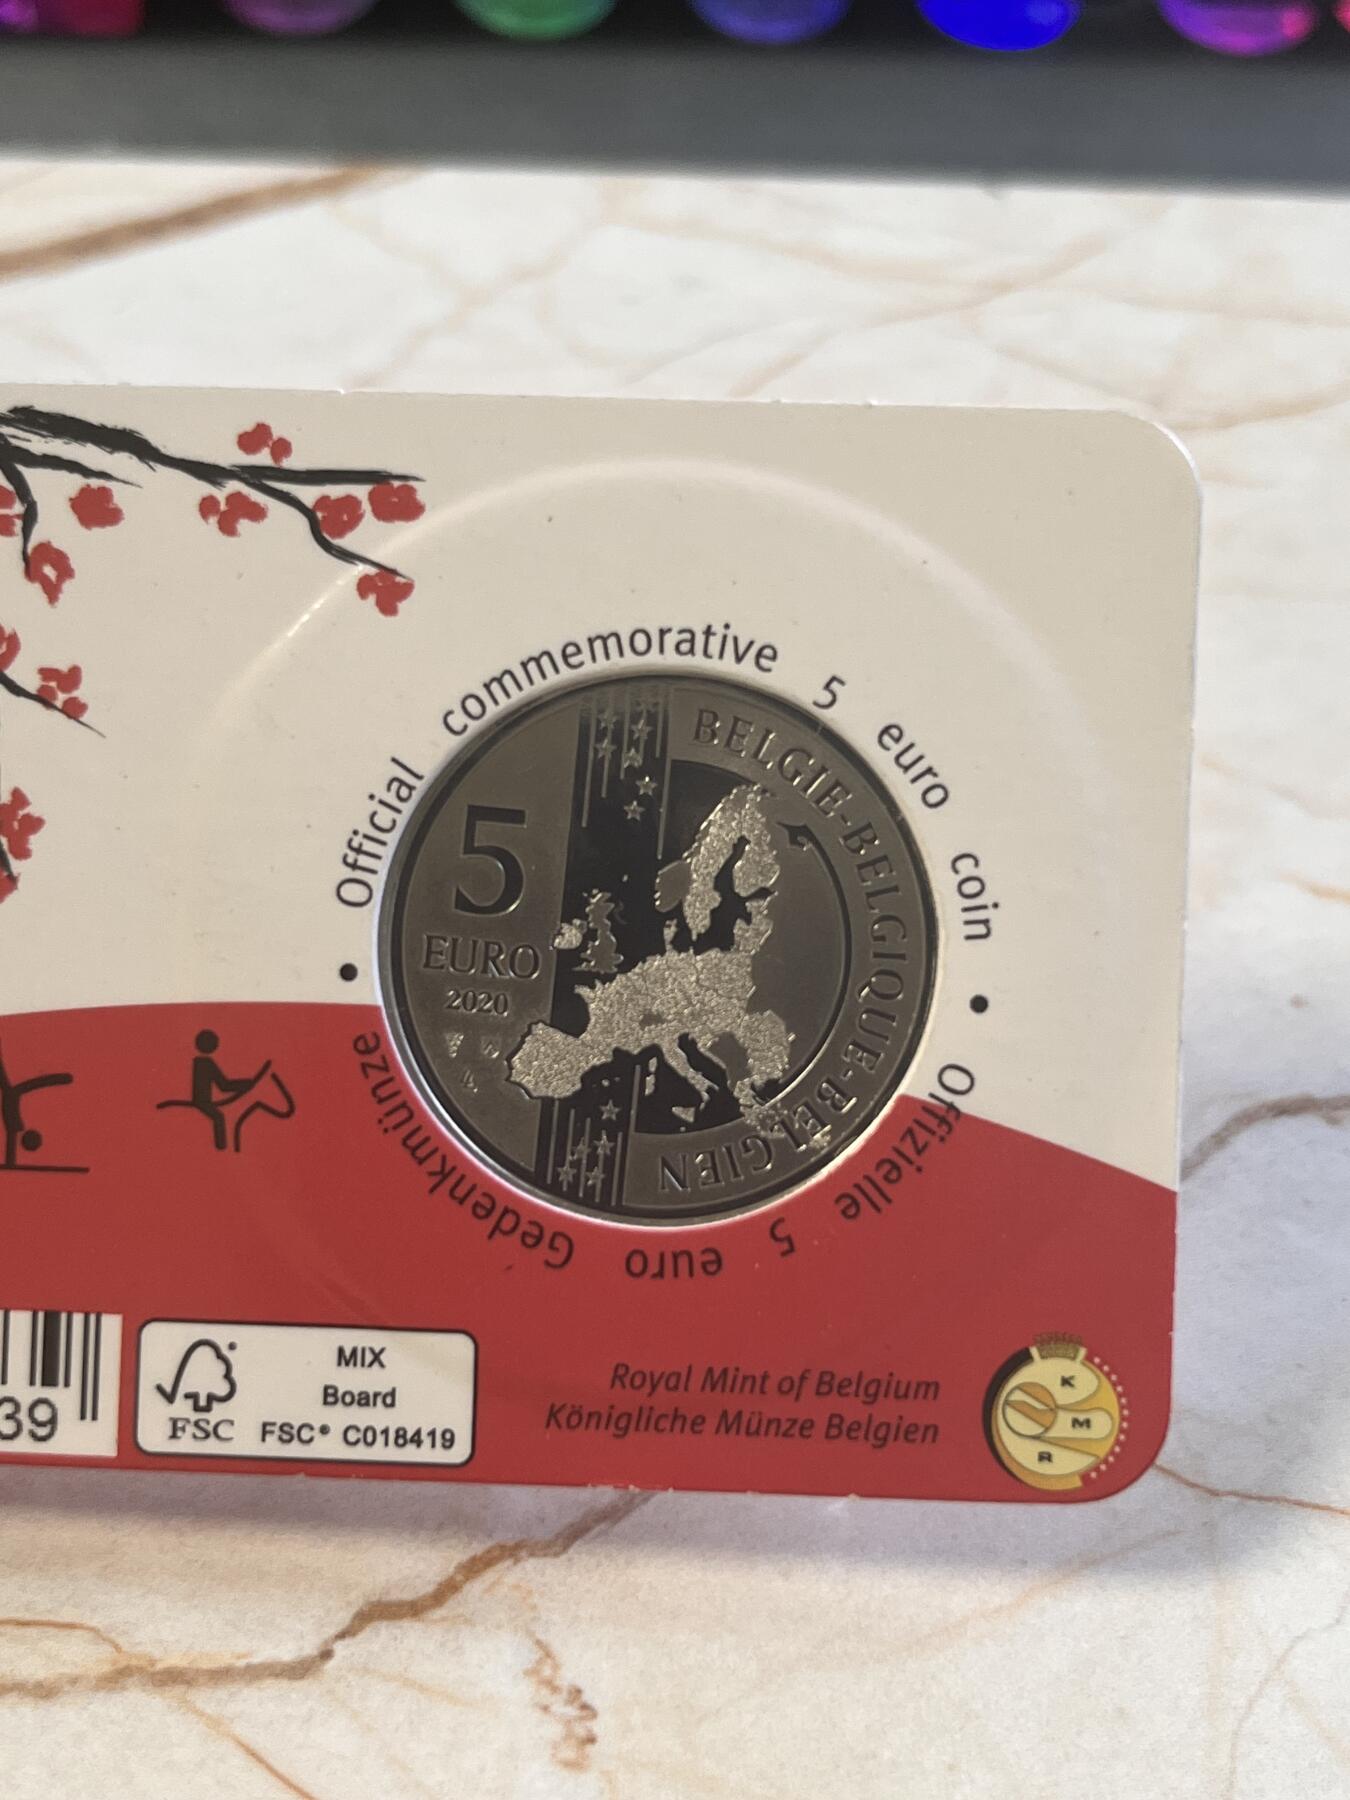 Official commemorative 5 euro coin
• Offizielle 5 euro Gedenkmünze •
5
EURO
2020
BELGIE-BELGIQUE-BELGIEN
39
FSC
MIX
Board
FSC® C018419
Royal Mint of Belgium
Königliche Münze Belgien
K
M
R